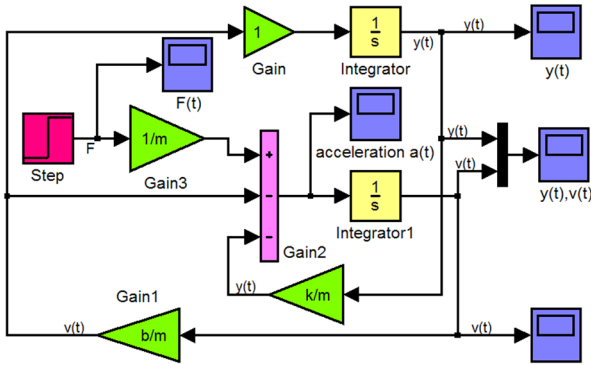 1
1
s
y(t)
y(t)
Gain
Integrator
y(t)
F(t)
1/m
F
Step
+
−
−
acceleration a(t)
y(t)
v(t)
Gain3
1
s
y(t),v(t)
Integrator1
Gain2
y(t)
k/m
Gain1
v(t)
b/m
v(t)